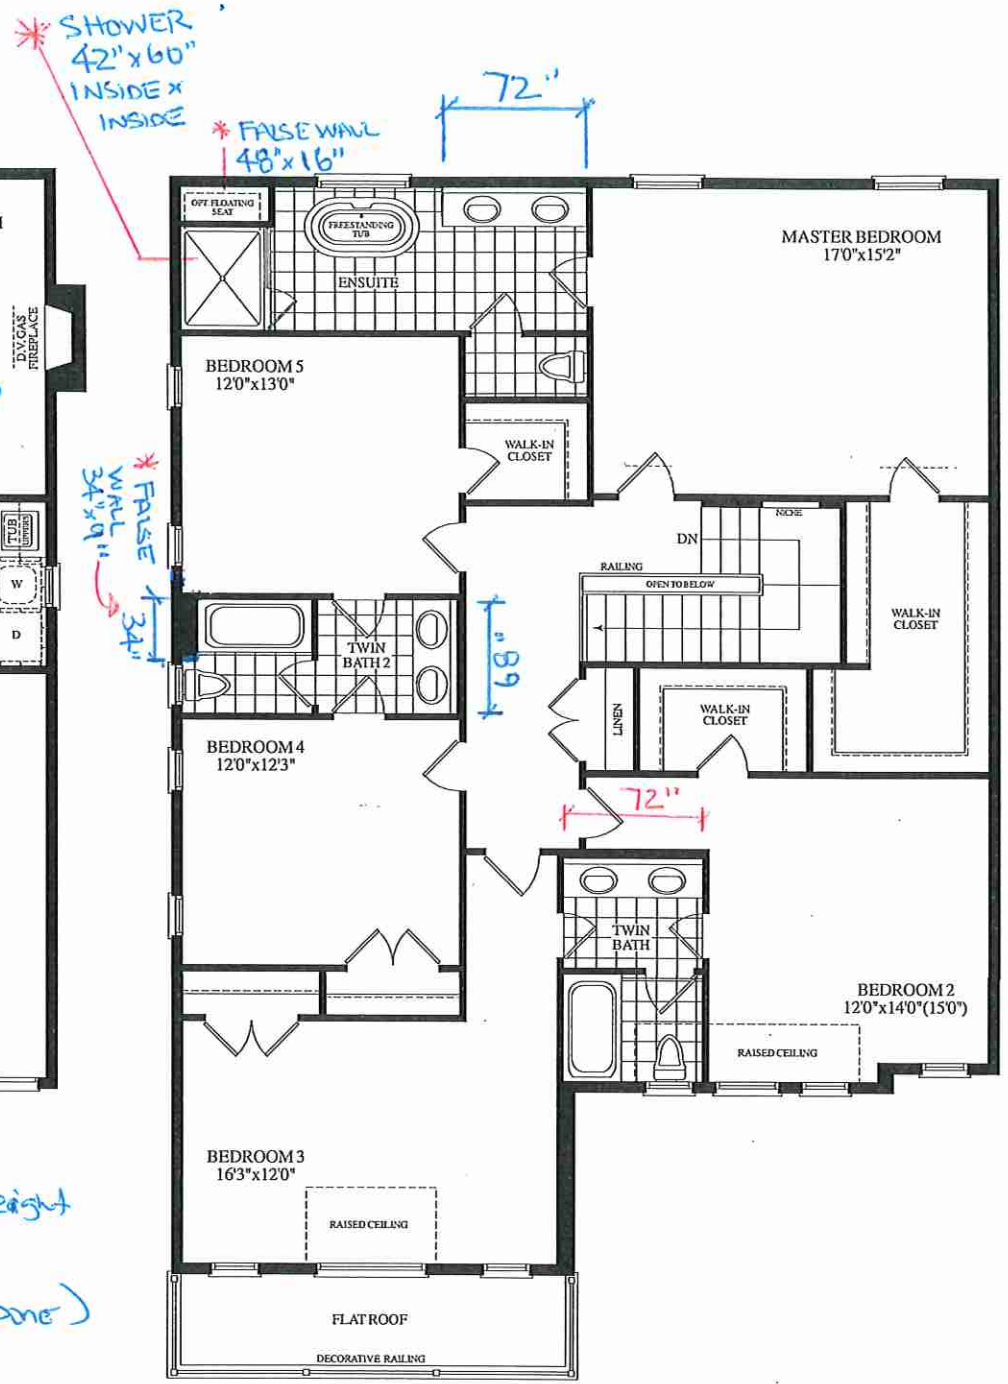 * SHOWER
42"x60"
INSIDE x
INSIDE
* FALSE WALL
48"x16"
72"
OPT. FLOATING
SEAT
FREESTANDING
TUB
ENSUITE
MASTER BEDROOM
17'0"x15'2"
D.V. GAS
FIREPLACE
BEDROOM 5
12'0"x13'0"
WALK-IN
CLOSET
* FALSE
WALL
34"x9"
34"
TUB
W
D
NICHE
DN
RAILING
OPEN TO BELOW
WALK-IN
CLOSET
TWIN
BATH 2
68"
LINEN
WALK-IN
CLOSET
BEDROOM 4
12'0"x12'3"
72"
TWIN
BATH
BEDROOM 2
12'0"x14'0"(15'0")
RAISED CEILING
BEDROOM 3
16'3"x12'0"
RAISED CEILING
FLAT ROOF
DECORATIVE RAILING